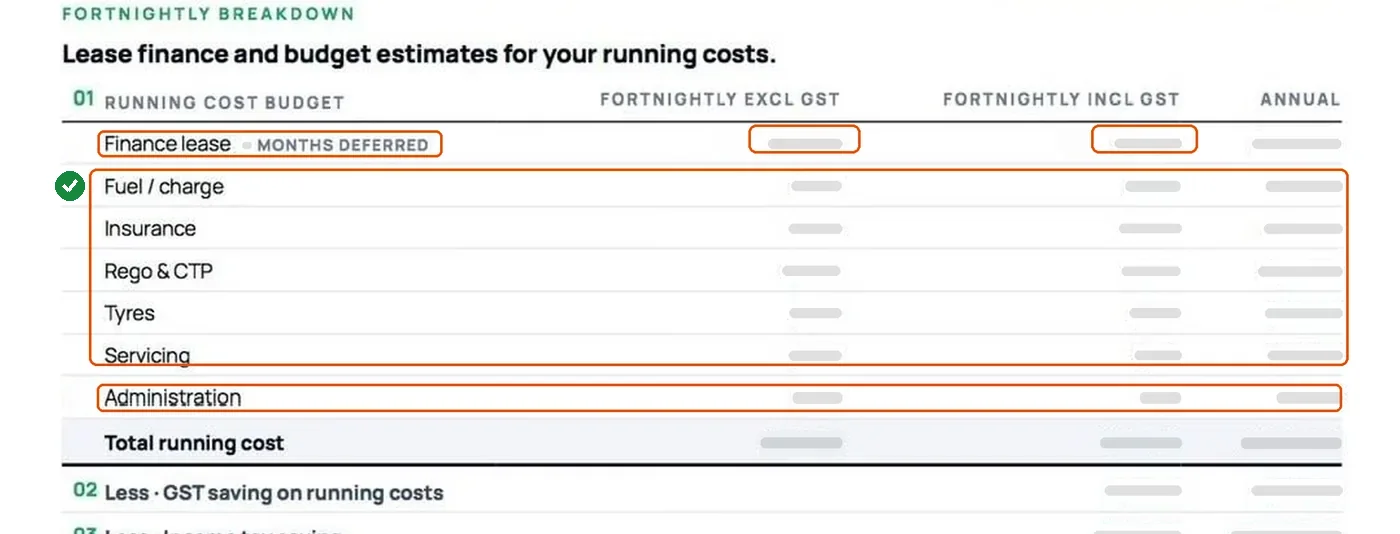 FORTNIGHTLY BREAKDOWN
Lease finance and budget estimates for your running costs.
01 RUNNING COST BUDGET FORTNIGHTLY EXCL GST FORTNIGHTLY INCL GST ANNUAL
Finance lease MONTHS DEFERRED
Fuel / charge
Insurance
Rego & CTP
Tyres
Servicing
Administration
Total running cost
02 Less · GST saving on running costs